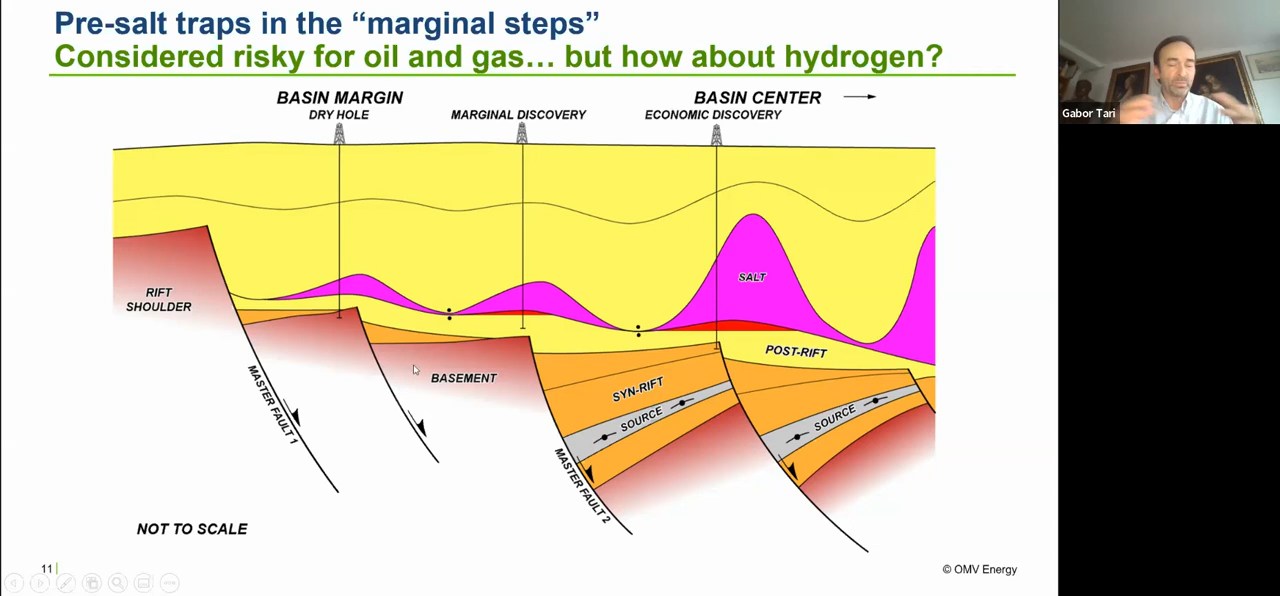 Pre-salt traps in the “marginal steps”
Considered risky for oil and gas… but how about hydrogen?
Gabor Tari
BASIN MARGIN
BASIN CENTER
DRY HOLE
MARGINAL DISCOVERY
ECONOMIC DISCOVERY
SALT
RIFT
SHOULDER
POST-RIFT
BASEMENT
SYN-RIFT
SOURCE
SOURCE
MASTER FAULT 1
MASTER FAULT 2
NOT TO SCALE
11
© OMV Energy